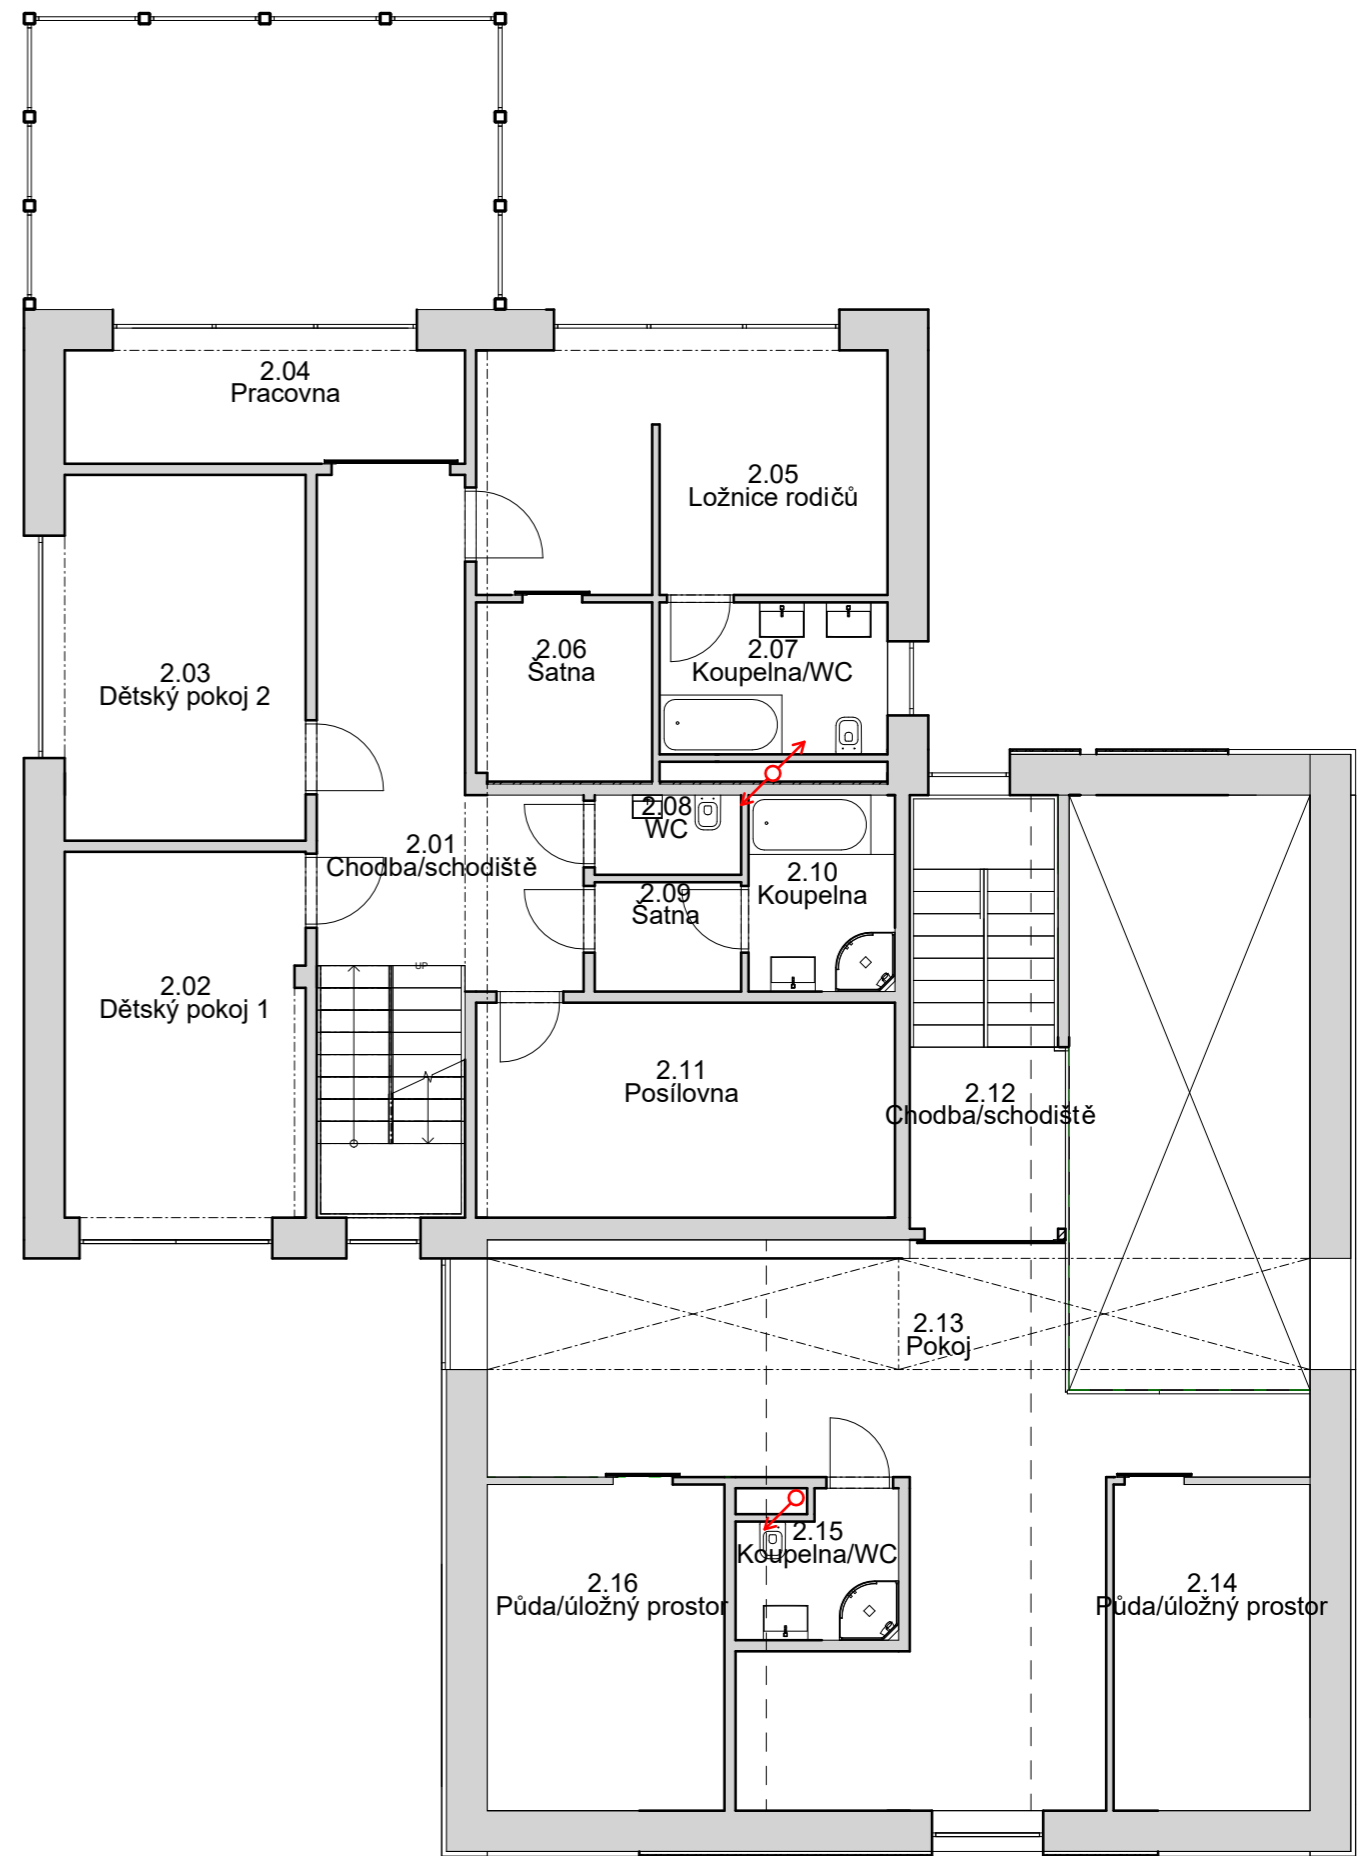 2.04
Pracovna
2.05
Ložnice rodičů
2.03
Dětský pokoj 2
2.06
Šatna
2.07
Koupelna/WC
2.01
Chodba/schodiště
2.08
WC
2.09
Šatna
2.10
Koupelna
UP
2.02
Dětský pokoj 1
2.11
Posílovna
2.12
Chodba/schodiště
2.13
Pokoj
2.15
Koupelna/WC
2.16
Půda/úložný prostor
2.14
Půda/úložný prostor